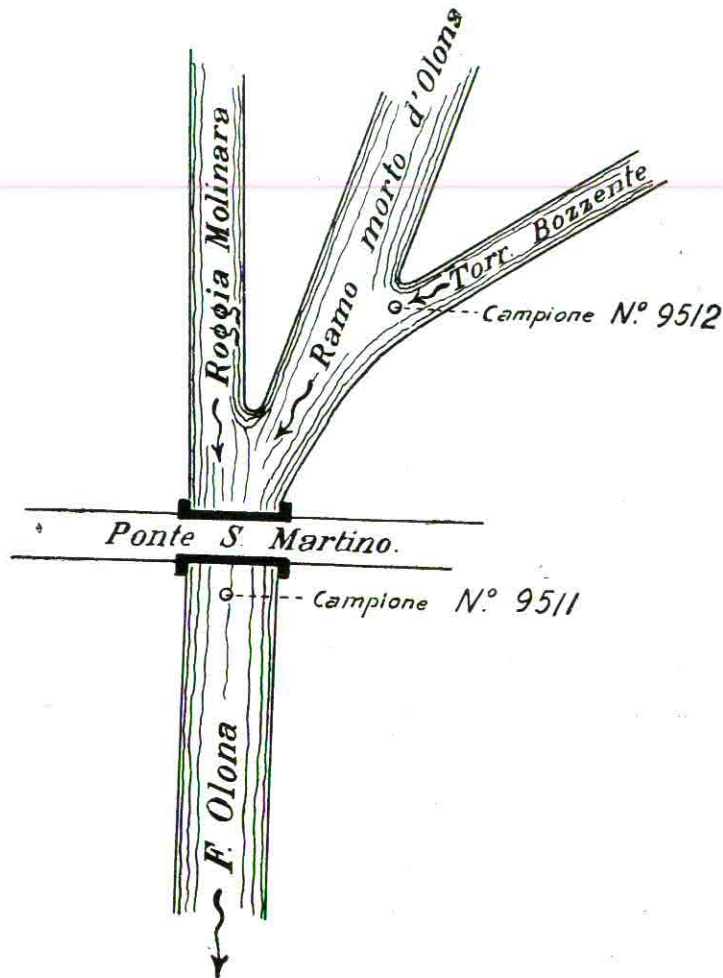 Roggia Molinara
Ramo morto d'Olona
Torr. Bozzente
Campione N.º 95/2
Ponte S. Martino.
Campione N.º 95/1
F. Olona